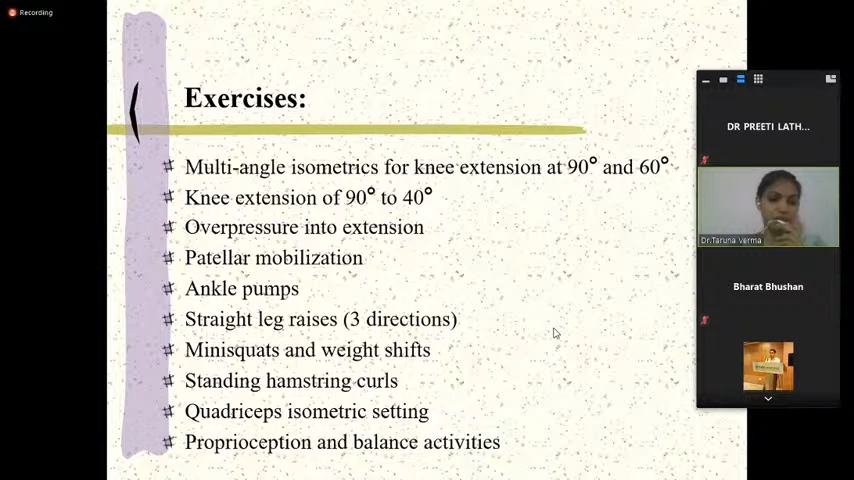 Recording
Exercises:
Multi-angle isometrics for knee extension at 90° and 60°
Knee extension of 90° to 40°
Overpressure into extension
Patellar mobilization
Ankle pumps
Straight leg raises (3 directions)
Minisquats and weight shifts
Standing hamstring curls
Quadriceps isometric setting
Proprioception and balance activities
DR PREETI LATH...
Dr.Taruna Verma
Bharat Bhushan